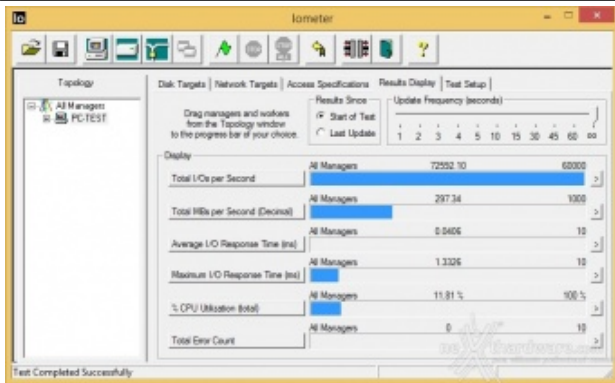 Io
Iometer
Topology
All Managers
PC-TEST
Disk Targets | Network Targets | Access Specifications | Results Display | Test Setup
Drag managers and workers
from the Topology window
to the progress bar of your choice.
Results Since
Start of Test
Last Update
Update Frequency (seconds)
1 2 3 4 5 10 15 30 45 60 oo
Display
All Managers 72592.10 60000
Total I/Os per Second
All Managers 297.34 1000
Total MBs per Second (Decimal)
All Managers 0.0406 10
Average I/O Response Time (ms)
All Managers 1.3326 10
Maximum I/O Response Time (ms)
All Managers 11.81 % 100 %
% CPU Utilization (total)
All Managers 0 10
Total Error Count
Test Completed Successfully